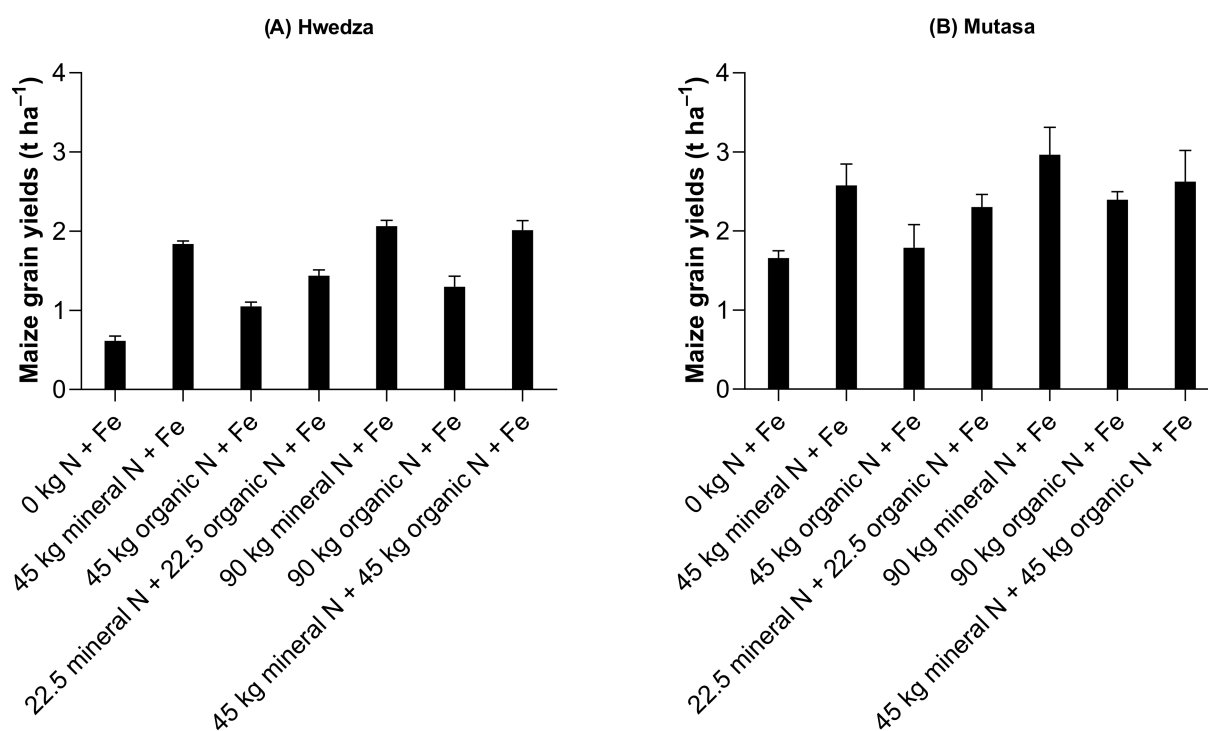 (A) Hwedza
Maize grain yields (t ha⁻¹)
4
3
2
1
0
0 kg N + Fe
45 kg mineral N + Fe
45 kg organic N + Fe
22.5 mineral N + 22.5 organic N + Fe
90 kg mineral N + Fe
90 kg organic N + Fe
45 kg mineral N + 45 kg organic N + Fe
(B) Mutasa
Maize grain yields (t ha⁻¹)
4
3
2
1
0
0 kg N + Fe
45 kg mineral N + Fe
45 kg organic N + Fe
22.5 mineral N + 22.5 organic N + Fe
90 kg mineral N + Fe
90 kg organic N + Fe
45 kg mineral N + 45 kg organic N + Fe